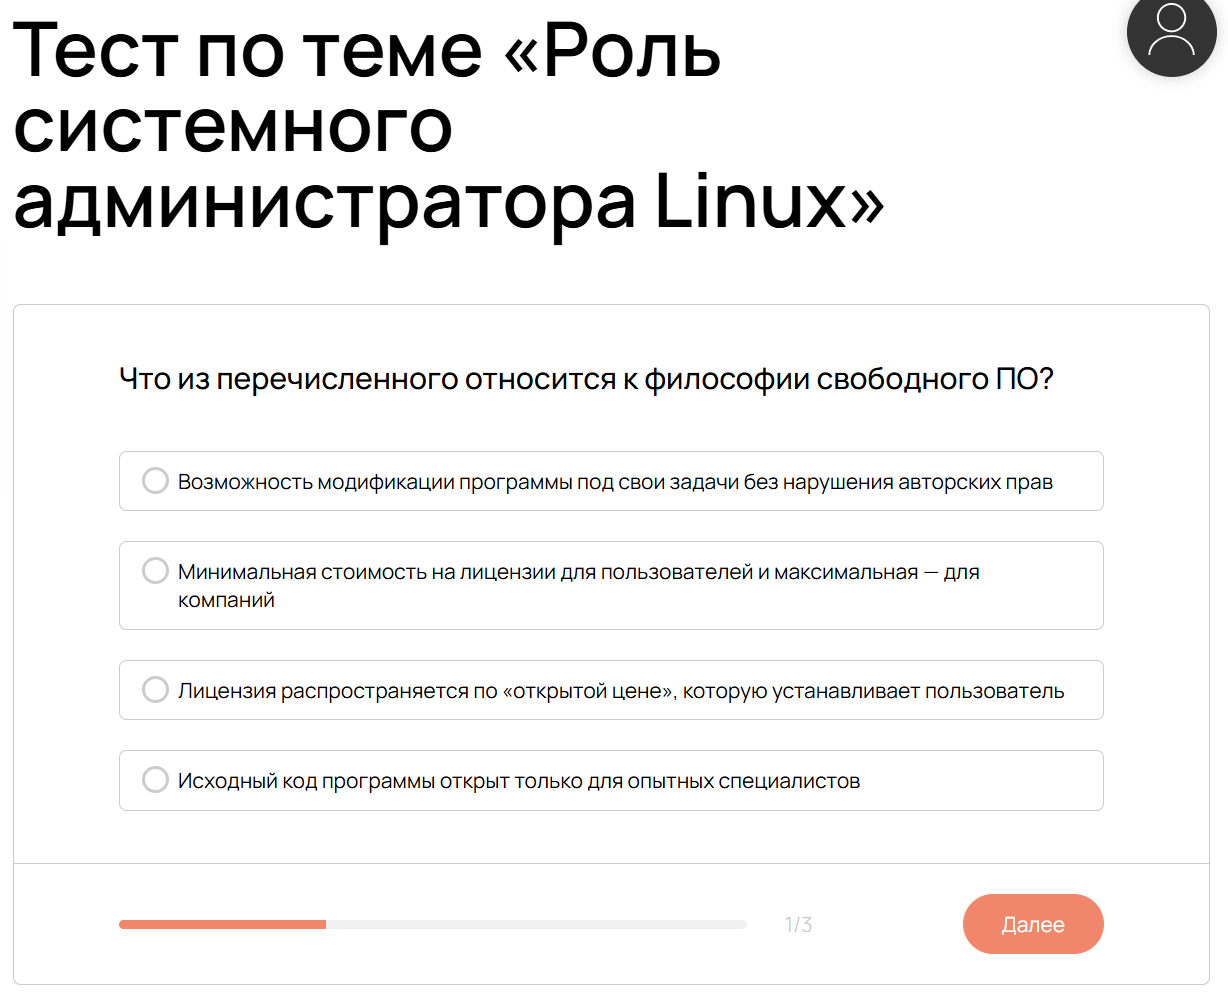 Тест по теме «Роль
системного
администратора Linux»
Что из перечисленного относится к философии свободного ПО?
Возможность модификации программы под свои задачи без нарушения авторских прав
Минимальная стоимость на лицензии для пользователей и максимальная — для
компаний
Лицензия распространяется по «открытой цене», которую устанавливает пользователь
Исходный код программы открыт только для опытных специалистов
1/3
Далее